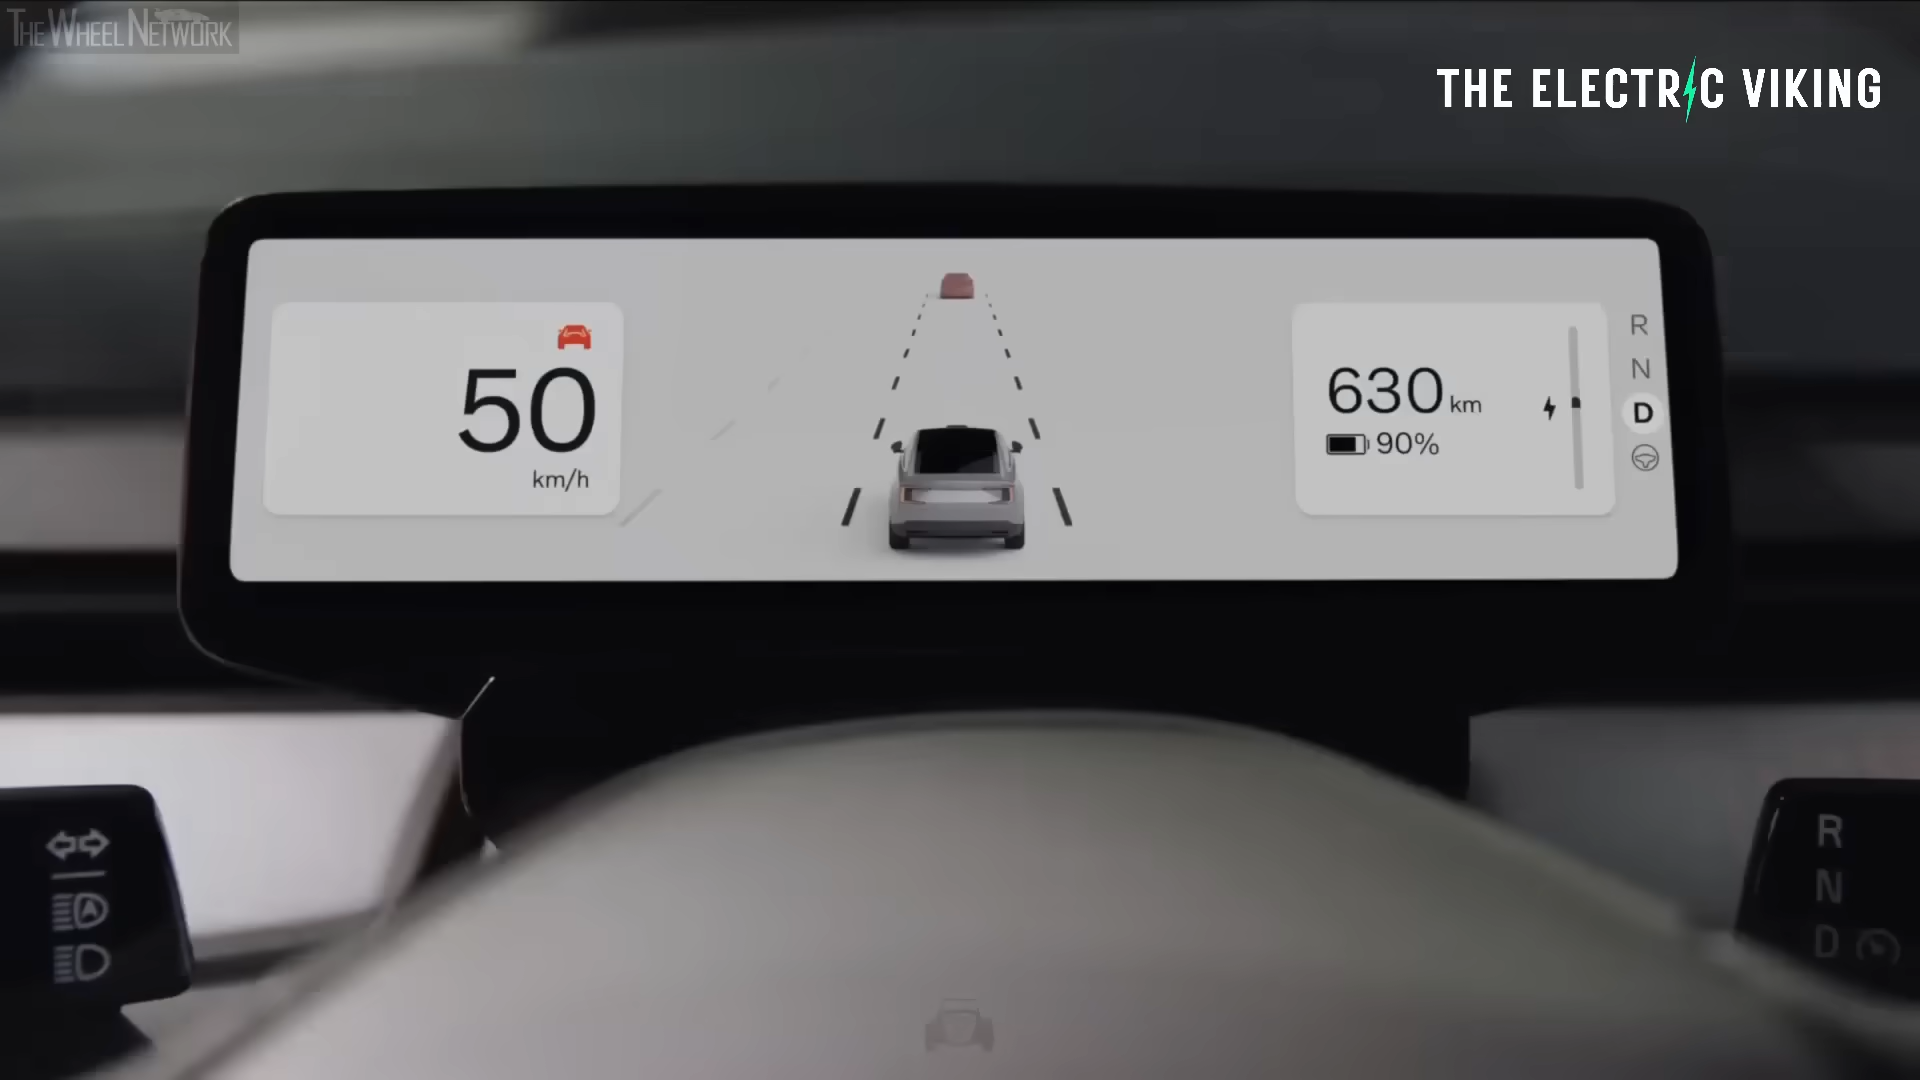 THE WHEEL NETWORK
THE ELECTRIC VIKING
50
km/h
630 km
90%
R
N
D
R
N
D